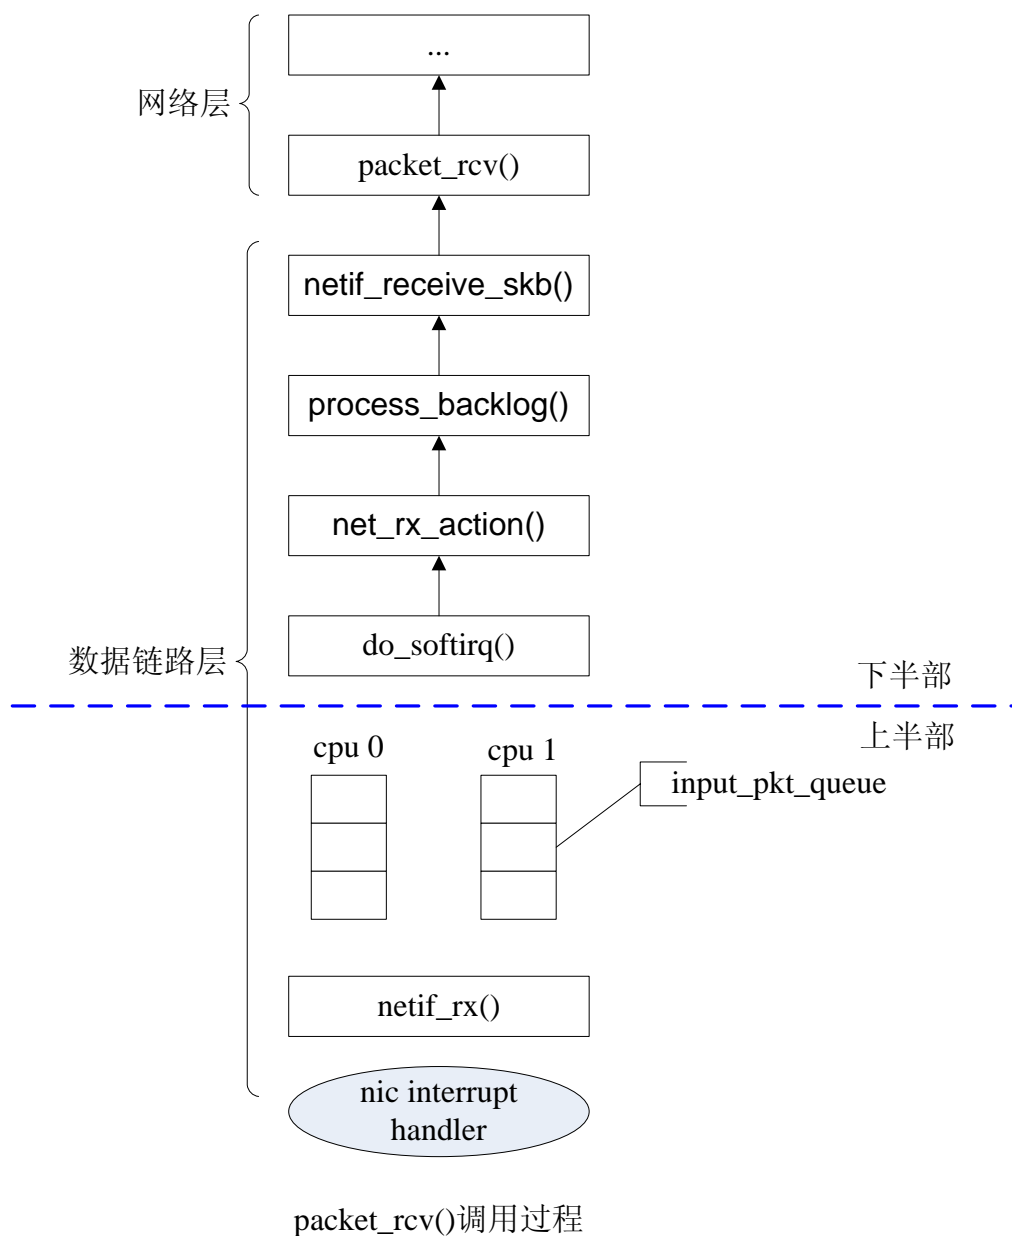 ...
网络层
packet_rcv()
netif_receive_skb()
process_backlog()
net_rx_action()
do_softirq()
数据链路层
下半部
上半部
cpu 0
cpu 1
input_pkt_queue
netif_rx()
nic interrupt
handler
packet_rcv()调用过程